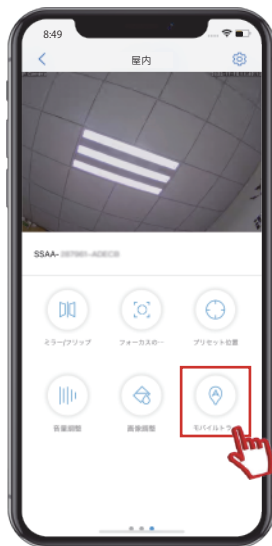 8:49
屋内
SSAA-
ミラー/フリップ
フォーカスの…
プリセット位置
音量調整
画像調整
モバイルトラ